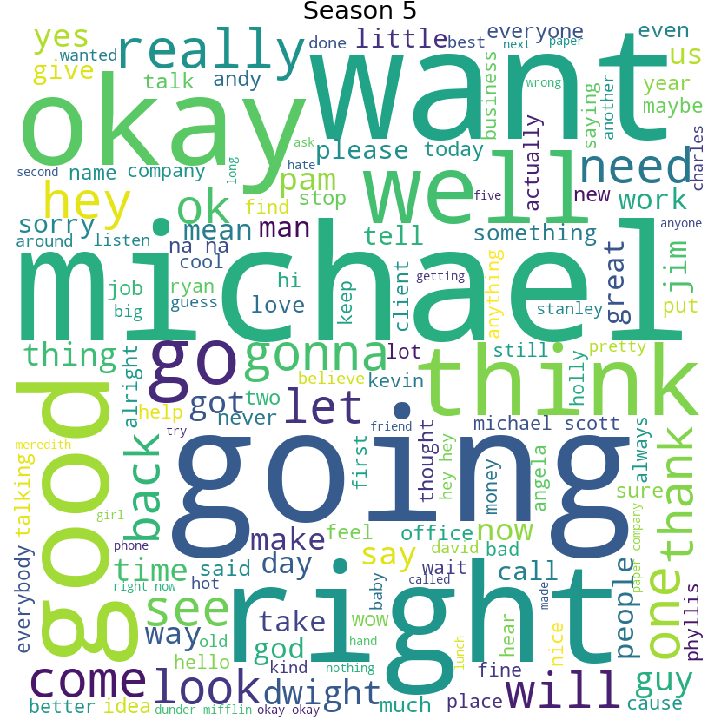 Season 5
yes
really
little
done
best
everyone
next
paper
even
want
okay
wanted
give
talk
andy
business
wrong
saying
another
us
year
maybe
second
name
company
long
ask
hate
please
today
actually
need
charles
hey
ok
pam
stop
find
well
five
new
work
sorry
mean
man
tell
something
anyone
around
listen
na na
cool
hi
love
keep
client
getting
anything
stanley
great
jim
put
michael
job
ryan
big
guess
thing
go
gonna
lot
still
pretty
think
holly
alright
believe
kevin
got
two
let
never
help
try
friend
michael scott
good
going
back
first
thought
hey hey
money
angela
always
sure
thank
meredith
talking
girl
phone
everybody
make
feel
office
now
david
bad
say
wait
call
time
said
day
right now
hot
see
right
baby
called
made
people
paper company
one
phyllis
way
old
take
wow
hand
hear
lunch
nice
god
hello
kind
nothing
fine
come
look
dwight
much
place
will
guy
cause
better
idea
dunder mifflin
okay okay